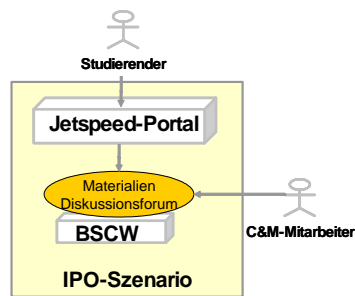 Studierender
Jetspeed-Portal
Materialien
Diskussionsforum
BSCW
C&M-Mitarbeiter
IPO-Szenario